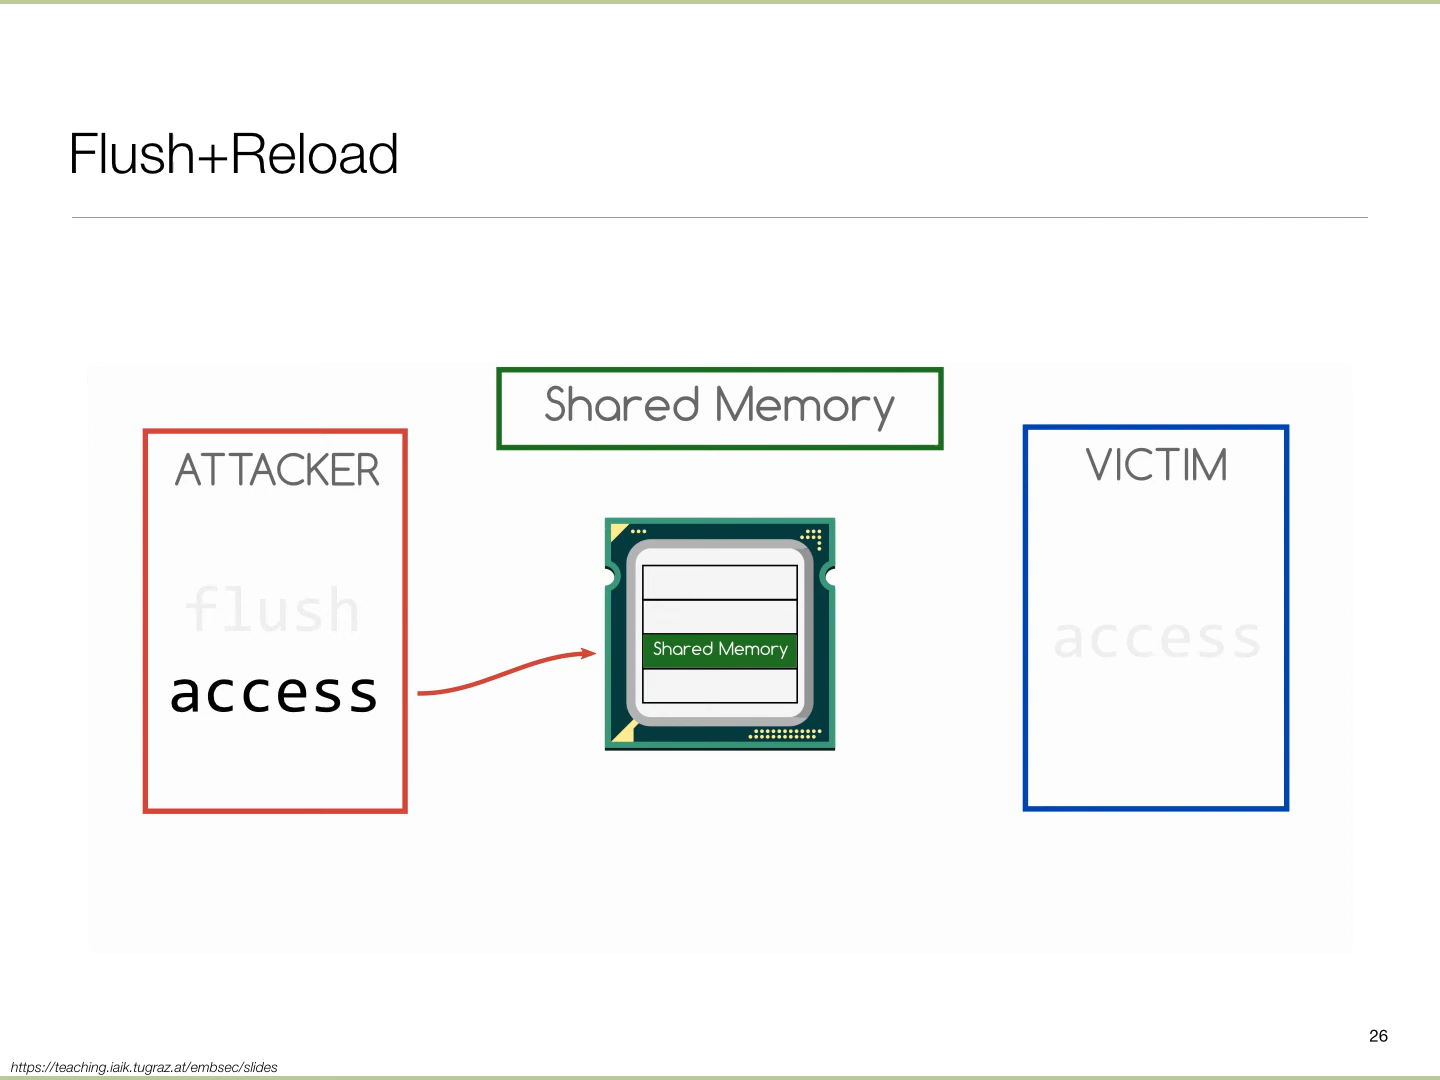 Flush+Reload
Shared Memory
ATTACKER
VICTIM
flush
access
Shared Memory
access
26
https://teaching.iaik.tugraz.at/embsec/slides